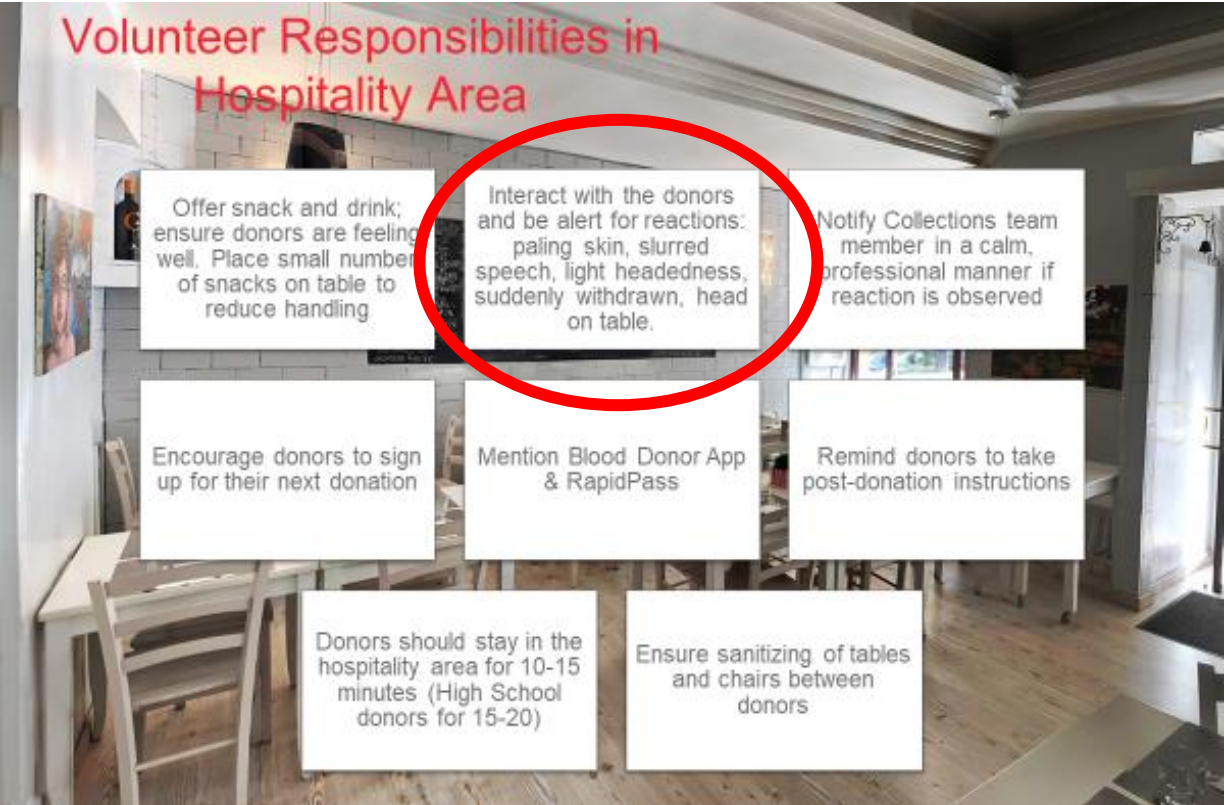 Volunteer Responsibilities in
Hospitality Area
Offer snack and drink;
ensure donors are feeling
well. Place small number
of snacks on table to
reduce handling
Interact with the donors
and be alert for reactions:
paling skin, slurred
speech, light headedness,
suddenly withdrawn, head
on table.
Notify Collections team
member in a calm,
professional manner if
reaction is observed
Encourage donors to sign
up for their next donation
Mention Blood Donor App
& RapidPass
Remind donors to take
post-donation instructions
Donors should stay in the
hospitality area for 10-15
minutes (High School
donors for 15-20)
Ensure sanitizing of tables
and chairs between
donors